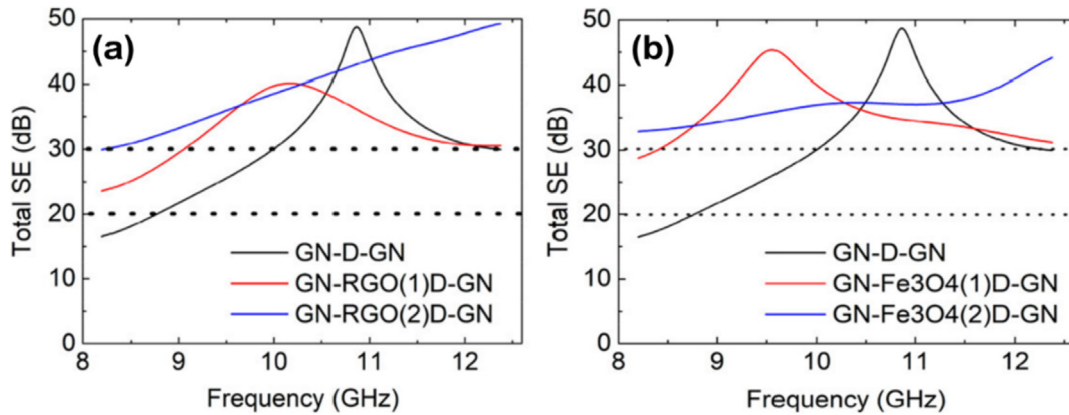 (a)
Total SE (dB)
50
40
30
20
10
0
GN-D-GN
GN-RGO(1)D-GN
GN-RGO(2)D-GN
8
9
10
11
12
Frequency (GHz)
(b)
Total SE (dB)
50
40
30
20
10
0
GN-D-GN
GN-Fe3O4(1)D-GN
GN-Fe3O4(2)D-GN
8
9
10
11
12
Frequency (GHz)